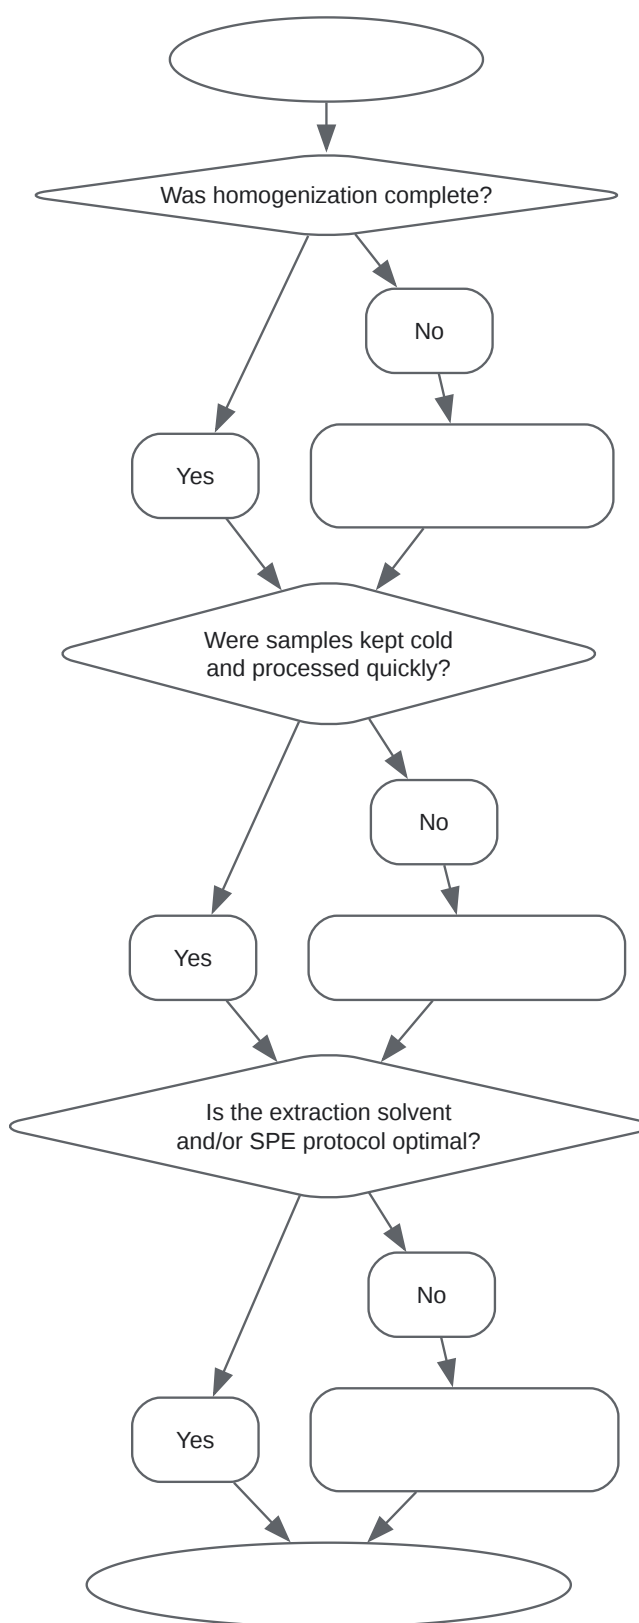 Was homogenization complete?
No
Yes
Were samples kept cold
and processed quickly?
No
Yes
Is the extraction solvent
and/or SPE protocol optimal?
No
Yes